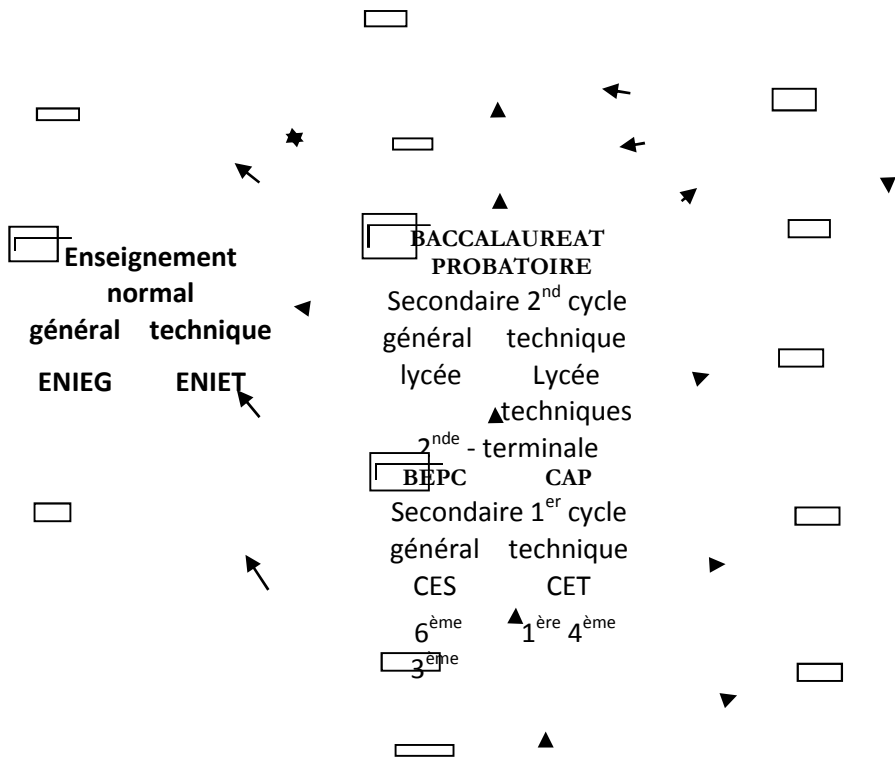 Enseignement
normal
général technique
ENIEG ENIET
BACCALAUREAT
PROBATOIRE
Secondaire 2nd cycle
général technique
lycée Lycée
techniques
2nde - terminale
BEPC CAP
Secondaire 1er cycle
général technique
CES CET
6ème 1ère 4ème
3ème